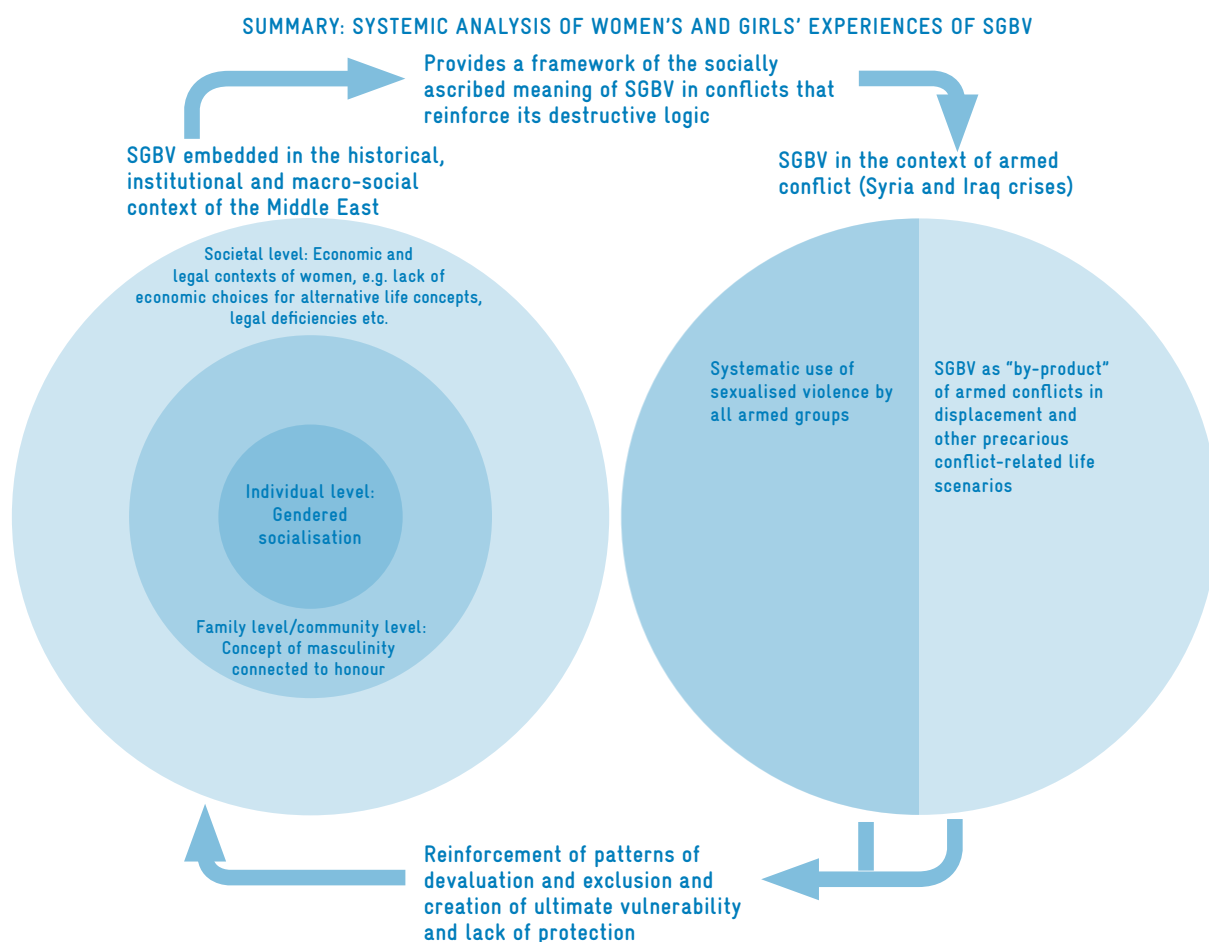 SUMMARY: SYSTEMIC ANALYSIS OF WOMEN'S AND GIRLS' EXPERIENCES OF SGBV
Provides a framework of the socially
ascribed meaning of SGBV in conflicts that
reinforce its destructive logic
SGBV embedded in the historical,
institutional and macro-social
context of the Middle East
SGBV in the context of armed
conflict (Syria and Iraq crises)
Societal level: Economic and
legal contexts of women, e.g. lack of
economic choices for alternative life concepts,
legal deficiencies etc.
Individual level:
Gendered
socialisation
Family level/community level:
Concept of masculinity
connected to honour
Systematic use of
sexualised violence by
all armed groups
SGBV as “by-product”
of armed conflicts in
displacement and
other precarious
conflict-related life
scenarios
Reinforcement of patterns of
devaluation and exclusion and
creation of ultimate vulnerability
and lack of protection